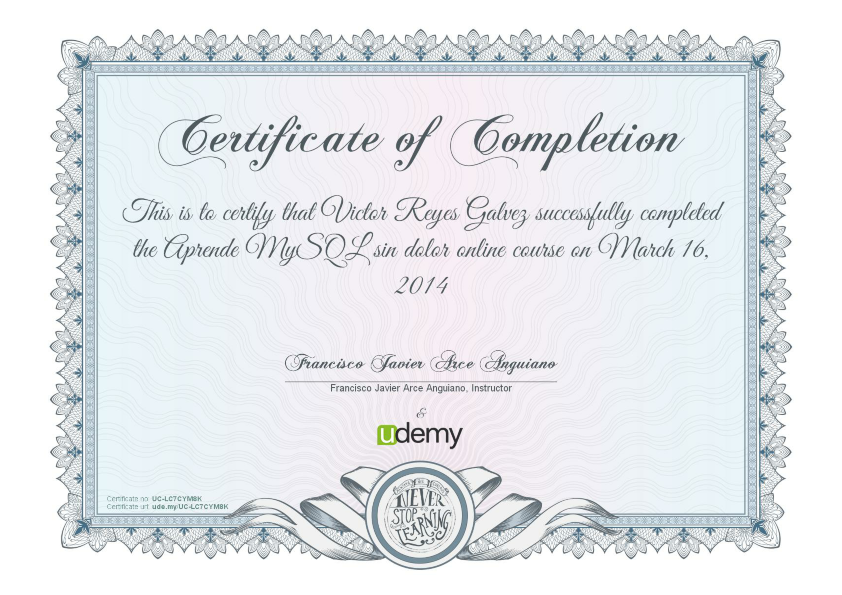 Certificate of Completion
This is to certify that Victor Reyes Galvez successfully completed
the Aprende MySQL sin dolor online course on March 16,
2014
Francisco Javier Arce Anguiano
Francisco Javier Arce Anguiano, Instructor
&
udemy
Certificate no: UC-LC7CYM8K
Certificate url: ude.my/UC-LC7CYM8K
NEVER
STOP
LEARNING